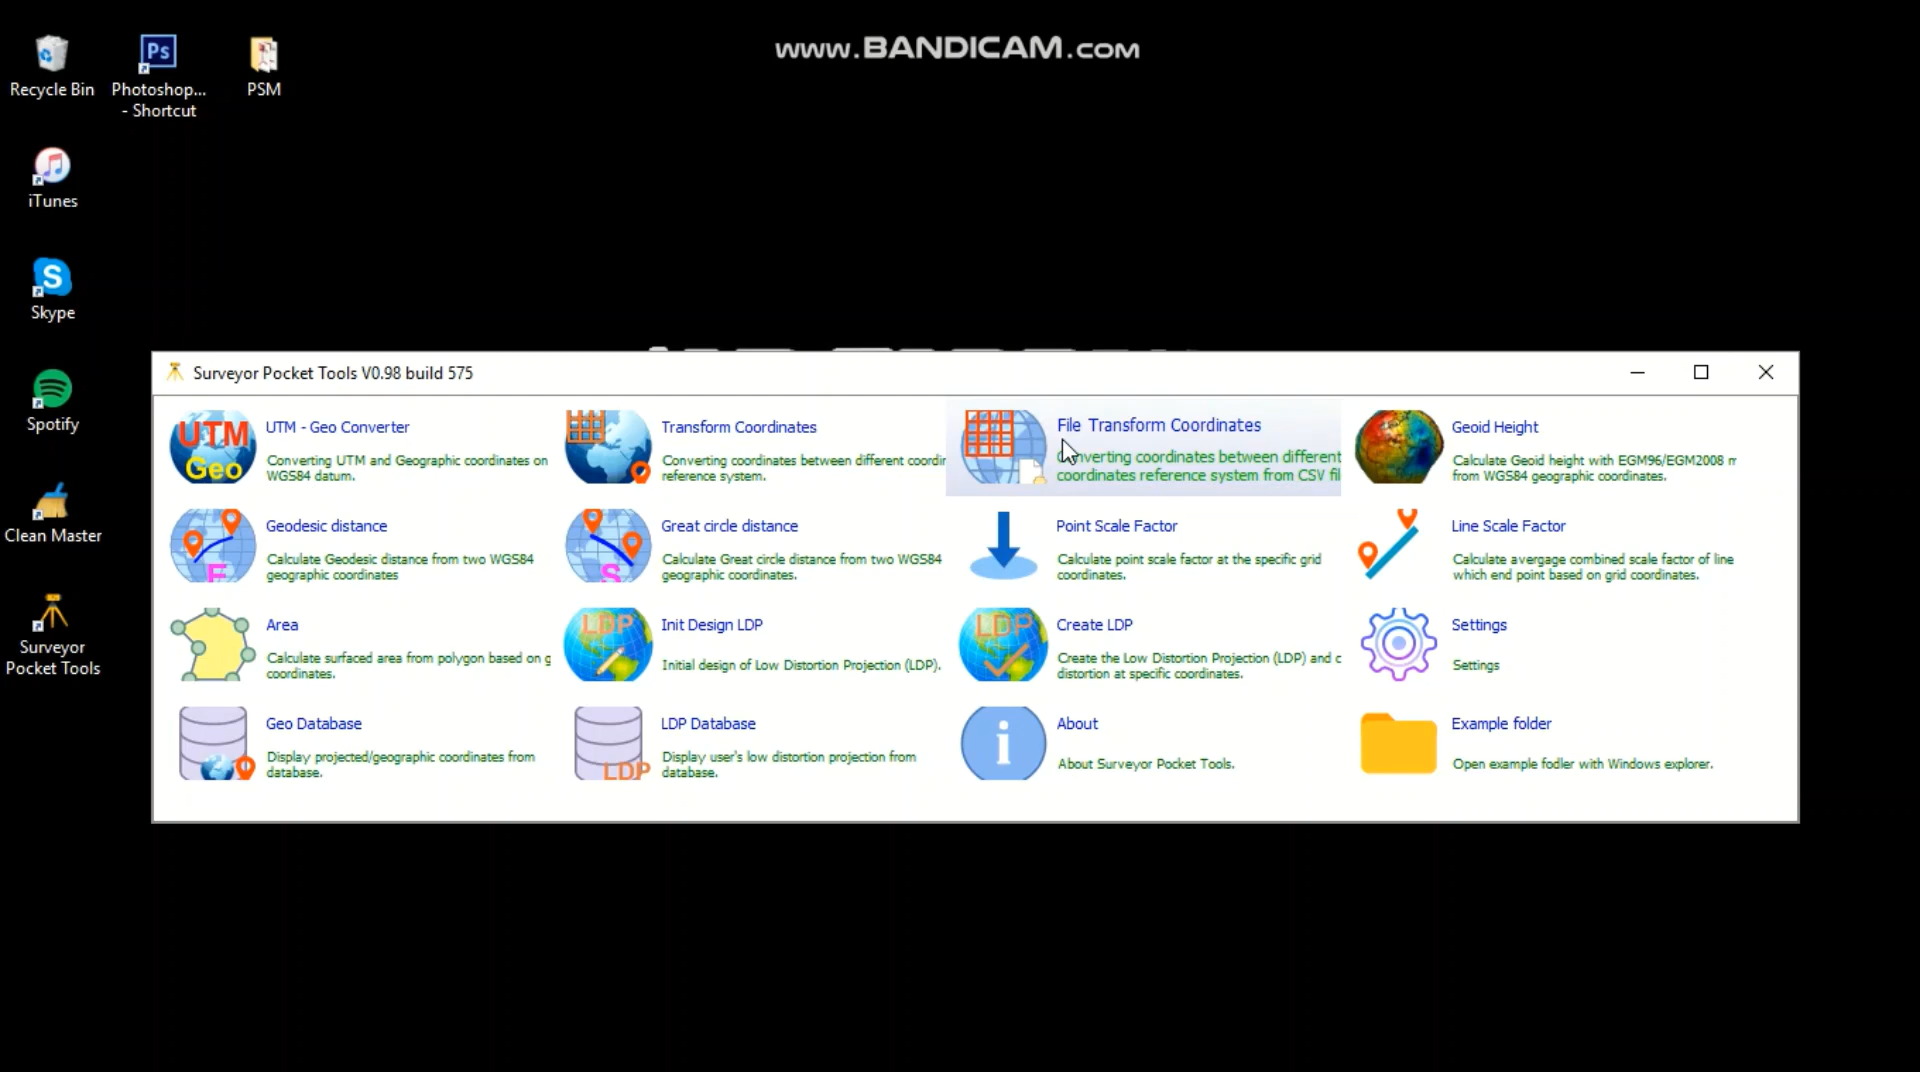 www.BANDICAM.com
Recycle Bin
Photoshop...
- Shortcut
PSM
iTunes
Skype
Spotify
Clean Master
Surveyor
Pocket Tools
Surveyor Pocket Tools V0.98 build 575
UTM
Geo
UTM - Geo Converter
Converting UTM and Geographic coordinates on
WGS84 datum.
Transform Coordinates
Converting coordinates between different coordin
reference system.
File Transform Coordinates
onverting coordinates between different
coordinates reference system from CSV fil
Geoid Height
Calculate Geoid height with EGM96/EGM2008 m
from WGS84 geographic coordinates.
E
Geodesic distance
Calculate Geodesic distance from two WGS84
geographic coordinates
S
Great circle distance
Calculate Great circle distance from two WGS84
geographic coordinates.
Point Scale Factor
Calculate point scale factor at the specific grid
coordinates.
Line Scale Factor
Calculate avergage combined scale factor of line
which end point based on grid coordinates.
Area
Calculate surfaced area from polygon based on g
coordinates.
LDP
Init Design LDP
Initial design of Low Distortion Projection (LDP).
LDP
Create LDP
Create the Low Distortion Projection (LDP) and c
distortion at specific coordinates.
Settings
Settings
Geo Database
Display projected/geographic coordinates from
database.
LDP
LDP Database
Display user's low distortion projection from
database.
About
About Surveyor Pocket Tools.
Example folder
Open example fodler with Windows explorer.